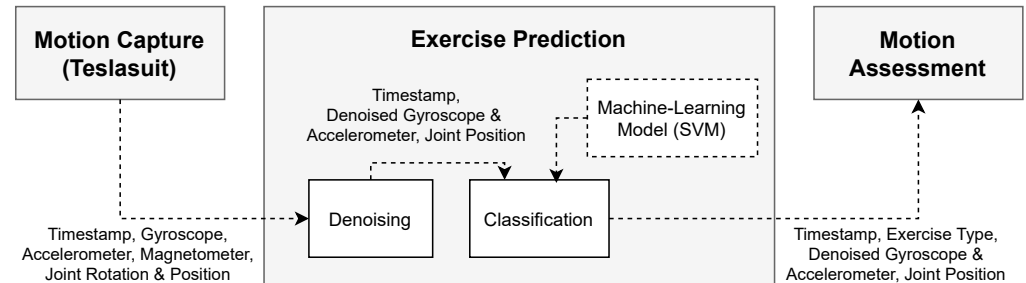 Motion Capture
(Teslasuit)
Exercise Prediction
Motion
Assessment
Timestamp,
Denoised Gyroscope &
Accelerometer, Joint Position
Machine-Learning
Model (SVM)
Denoising
Classification
Timestamp, Gyroscope,
Accelerometer, Magnetometer,
Joint Rotation & Position
Timestamp, Exercise Type,
Denoised Gyroscope &
Accelerometer, Joint Position